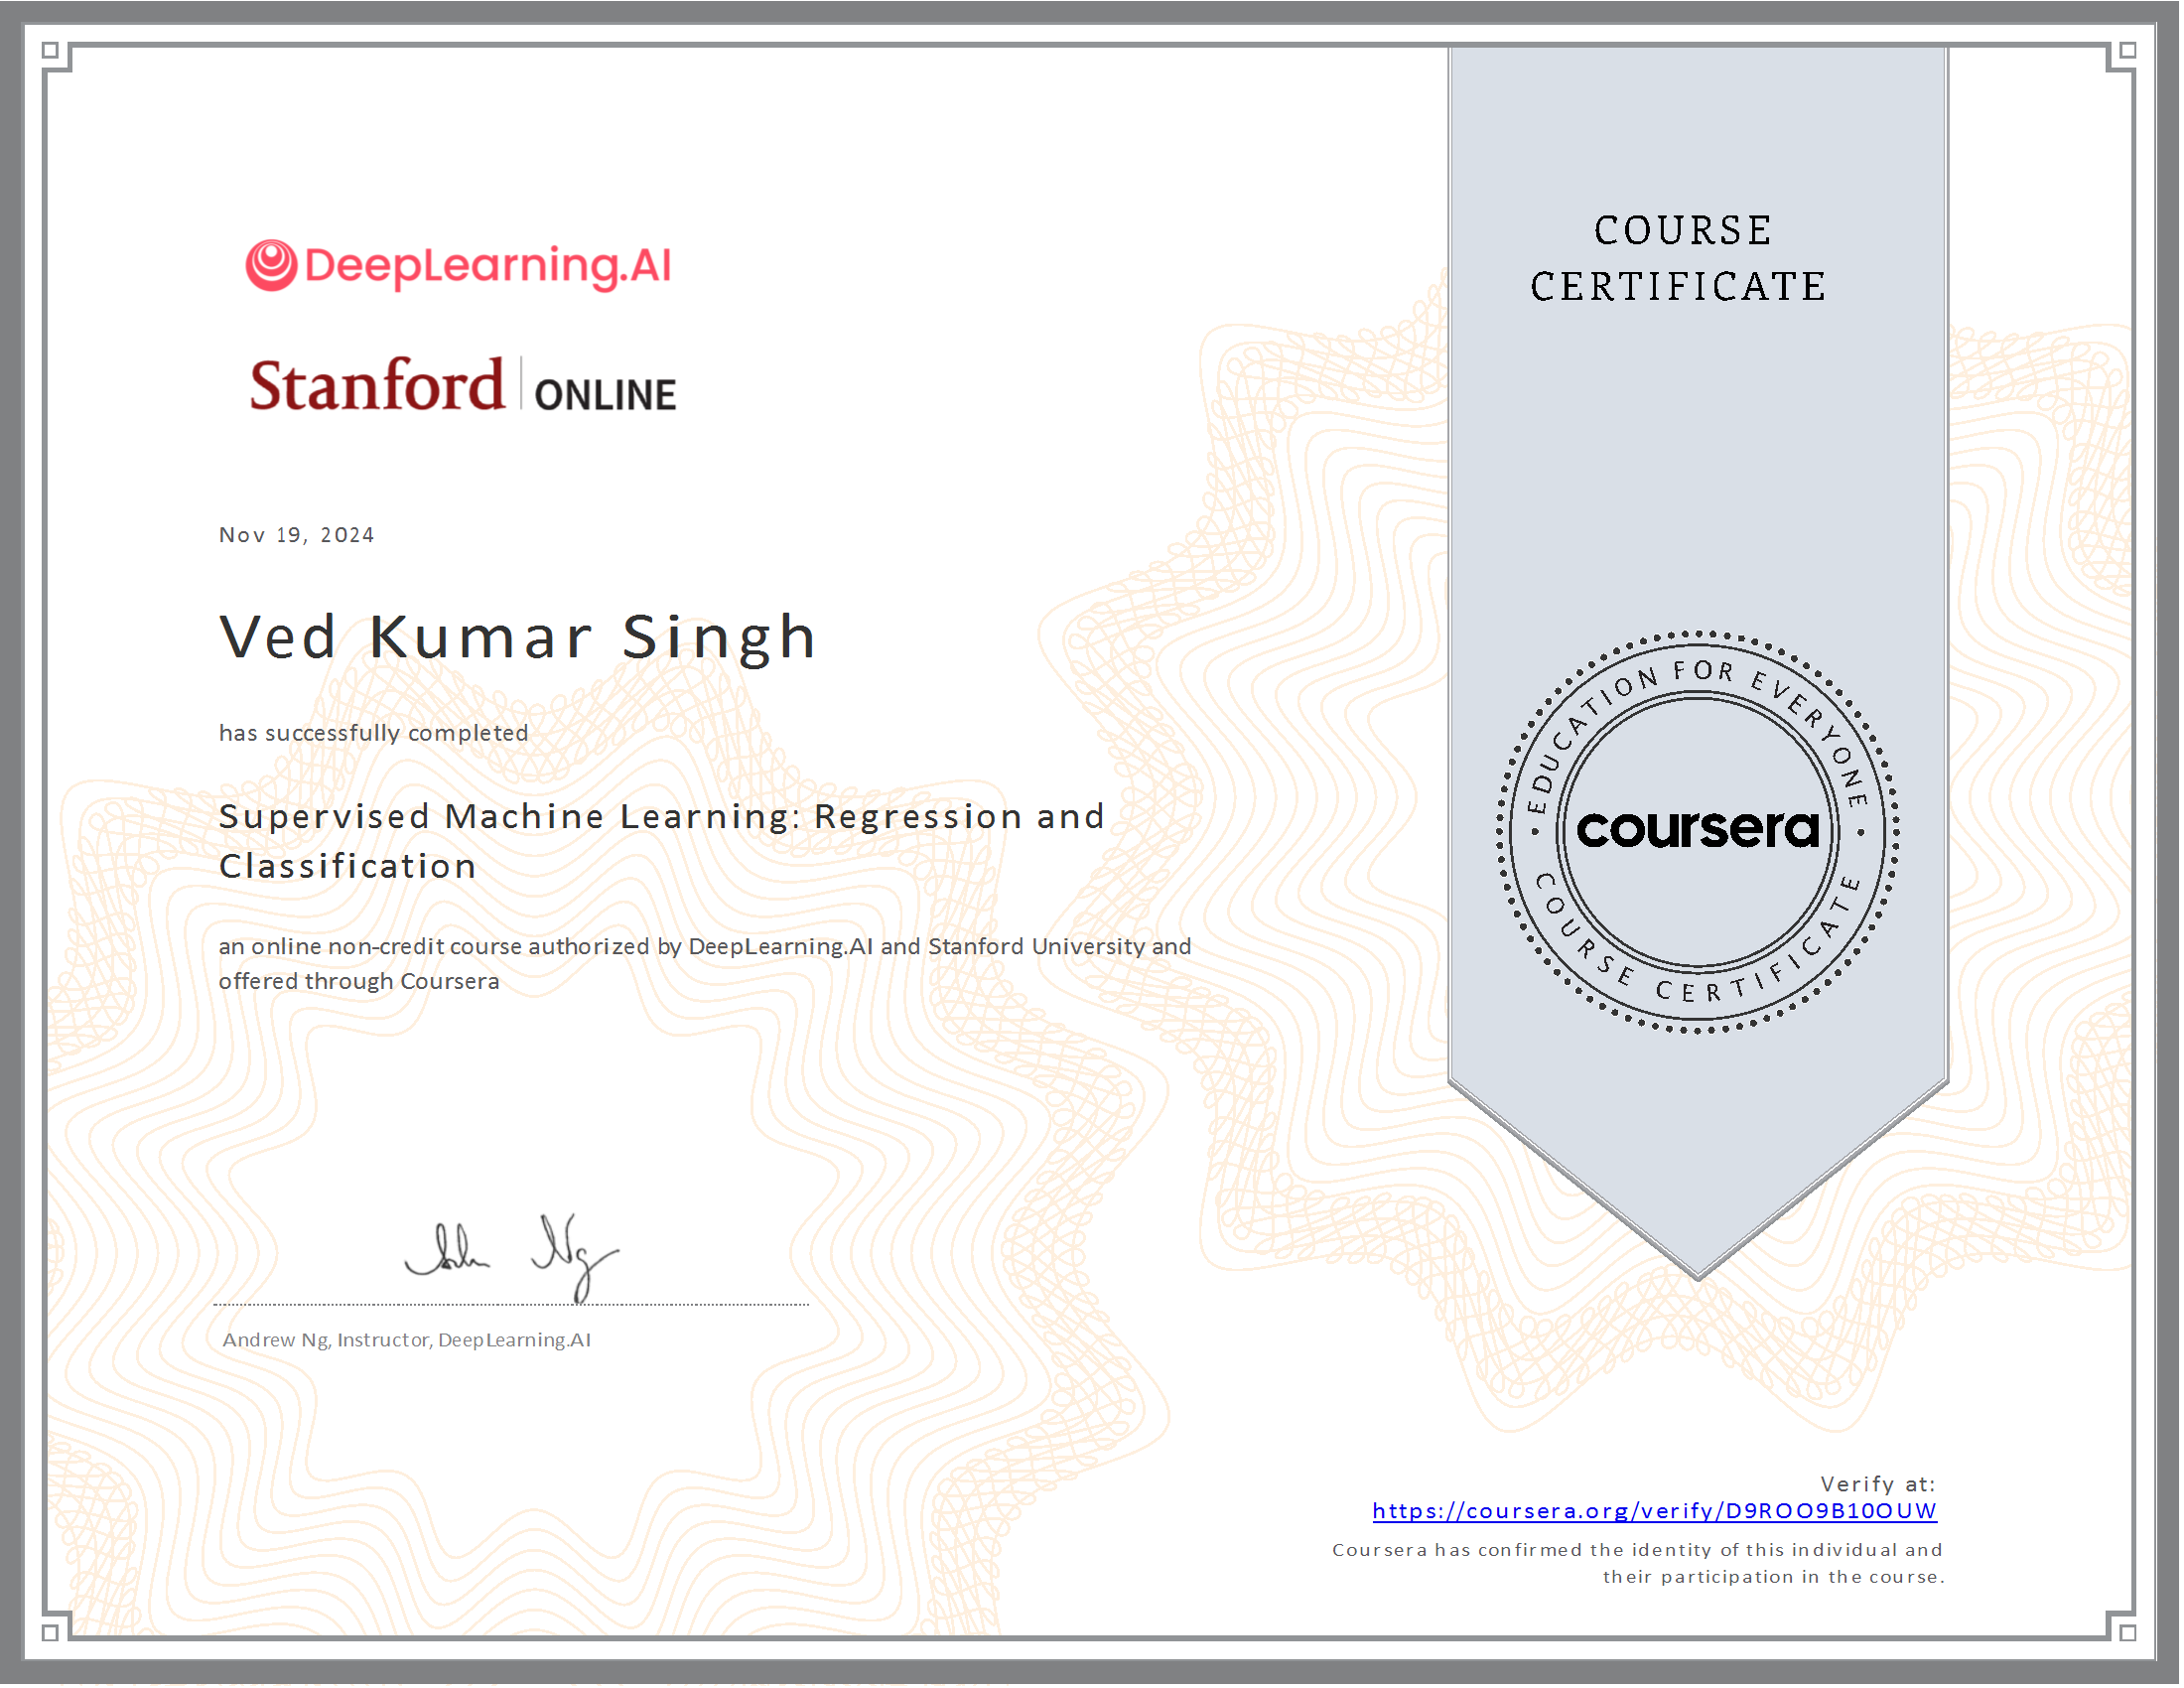 DeepLearning.AI
Stanford ONLINE
Nov 19, 2024
Ved Kumar Singh
has successfully completed
Supervised Machine Learning: Regression and
Classification
an online non-credit course authorized by DeepLearning.AI and Stanford University and
offered through Coursera
Andrew Ng, Instructor, DeepLearning.AI
COURSE
CERTIFICATE
EDUCATION FOR EVERYONE
coursera
COURSE CERTIFICATE
Verify at:
https://coursera.org/verify/D9ROO9B10OUW
Coursera has confirmed the identity of this individual and
their participation in the course.